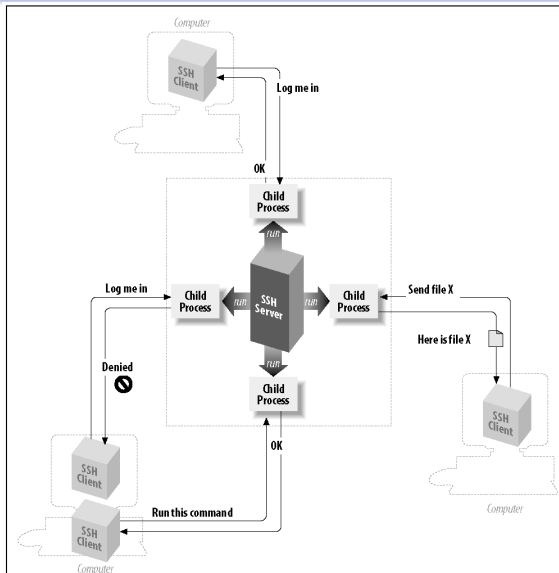 Computer
SSH
Client
Log me in
OK
Child
Process
run
Log me in
Child
Process
run
SSH
Server
run
Child
Process
Send file X
Here is file X
Denied
run
Child
Process
OK
SSH
Client
SSH
Client
Computer
Run this command
SSH
Client
Computer